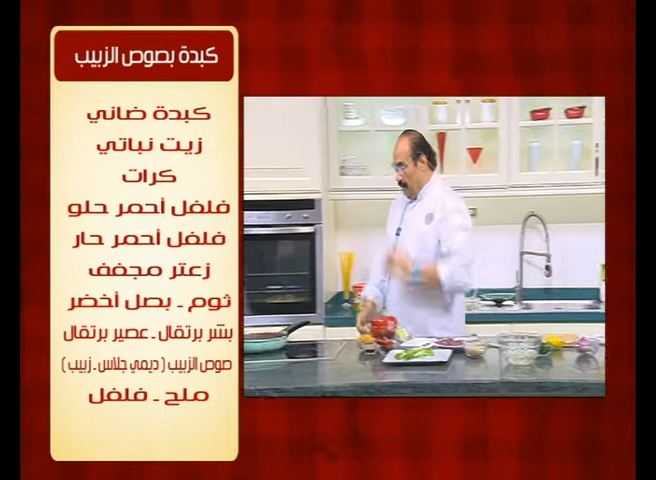 كبدة بصوص الزبيب
كبدة ضاني
زيت نباتي
كرات
فلفل أحمر حلو
فلفل أحمر حار
زعتر مجفف
ثوم - بصل أخضر
بشر برتقال - عصير برتقال
صوص الزبيب ( ديمي جلاس - زبيب )
ملح - فلفل